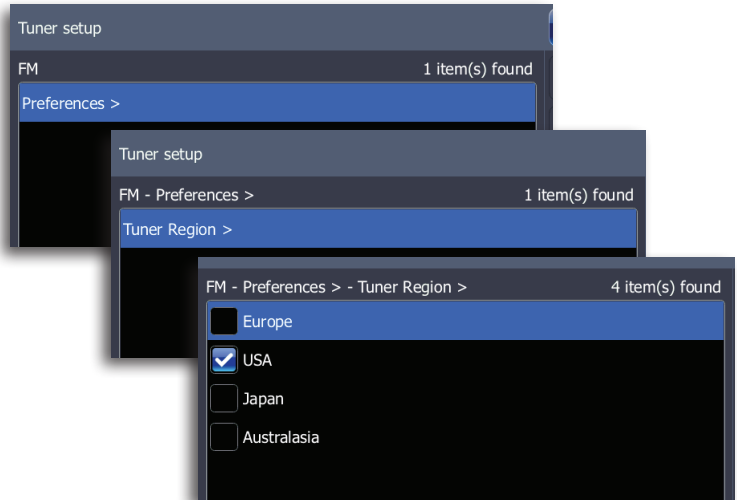 Tuner setup
FM 1 item(s) found
Preferences >
Tuner setup
FM - Preferences > 1 item(s) found
Tuner Region >
FM - Preferences > - Tuner Region > 4 item(s) found
Europe
USA
Japan
Australasia